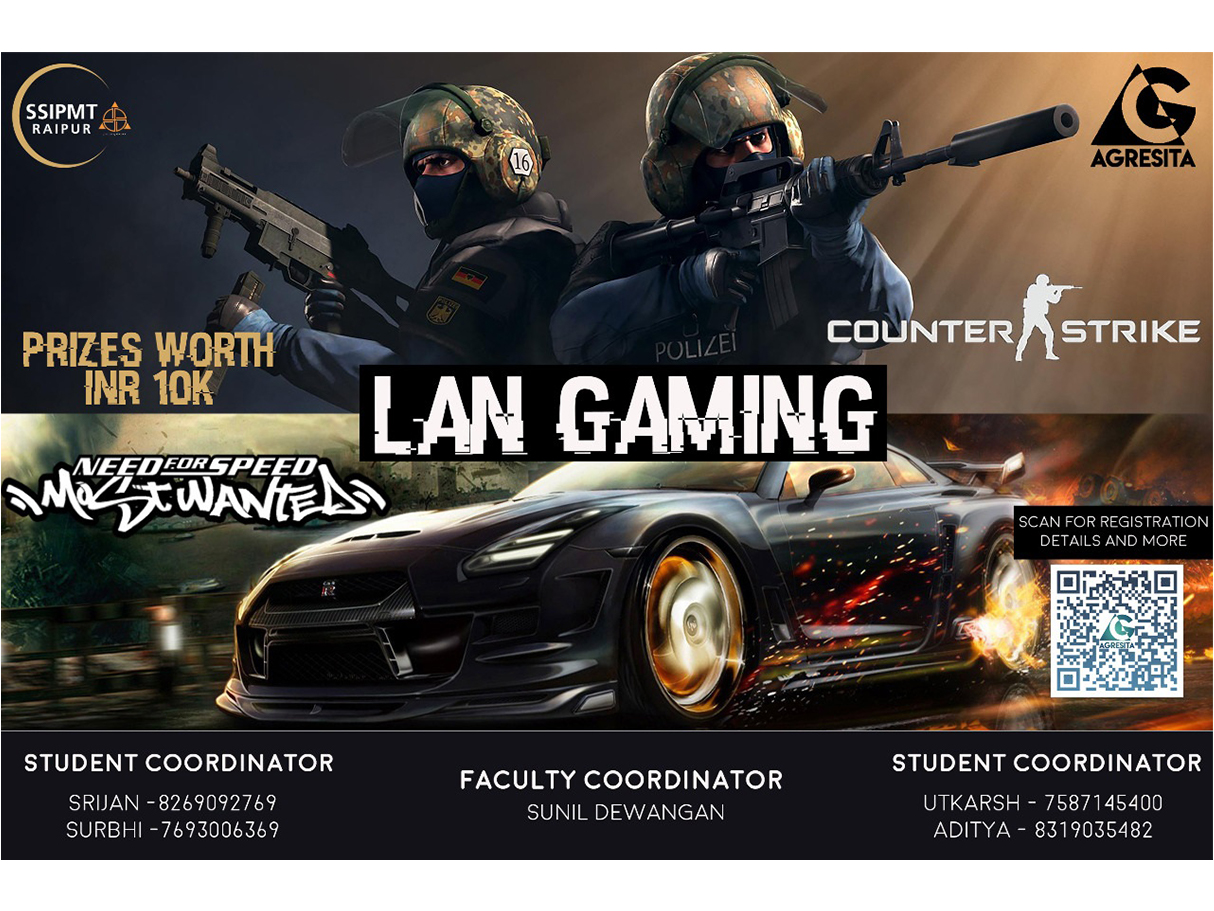 SSIPMT
RAIPUR
AGRESITA
16
POLIZEI
COUNTER STRIKE
PRIZES WORTH
INR 10K
LAN GAMING
NEED FOR SPEED
MOST WANTED
SCAN FOR REGISTRATION
DETAILS AND MORE
AGRESITA
STUDENT COORDINATOR
SRIJAN -8269092769
SURBHI -7693006369
FACULTY COORDINATOR
SUNIL DEWANGAN
STUDENT COORDINATOR
UTKARSH - 7587145400
ADITYA - 8319035482